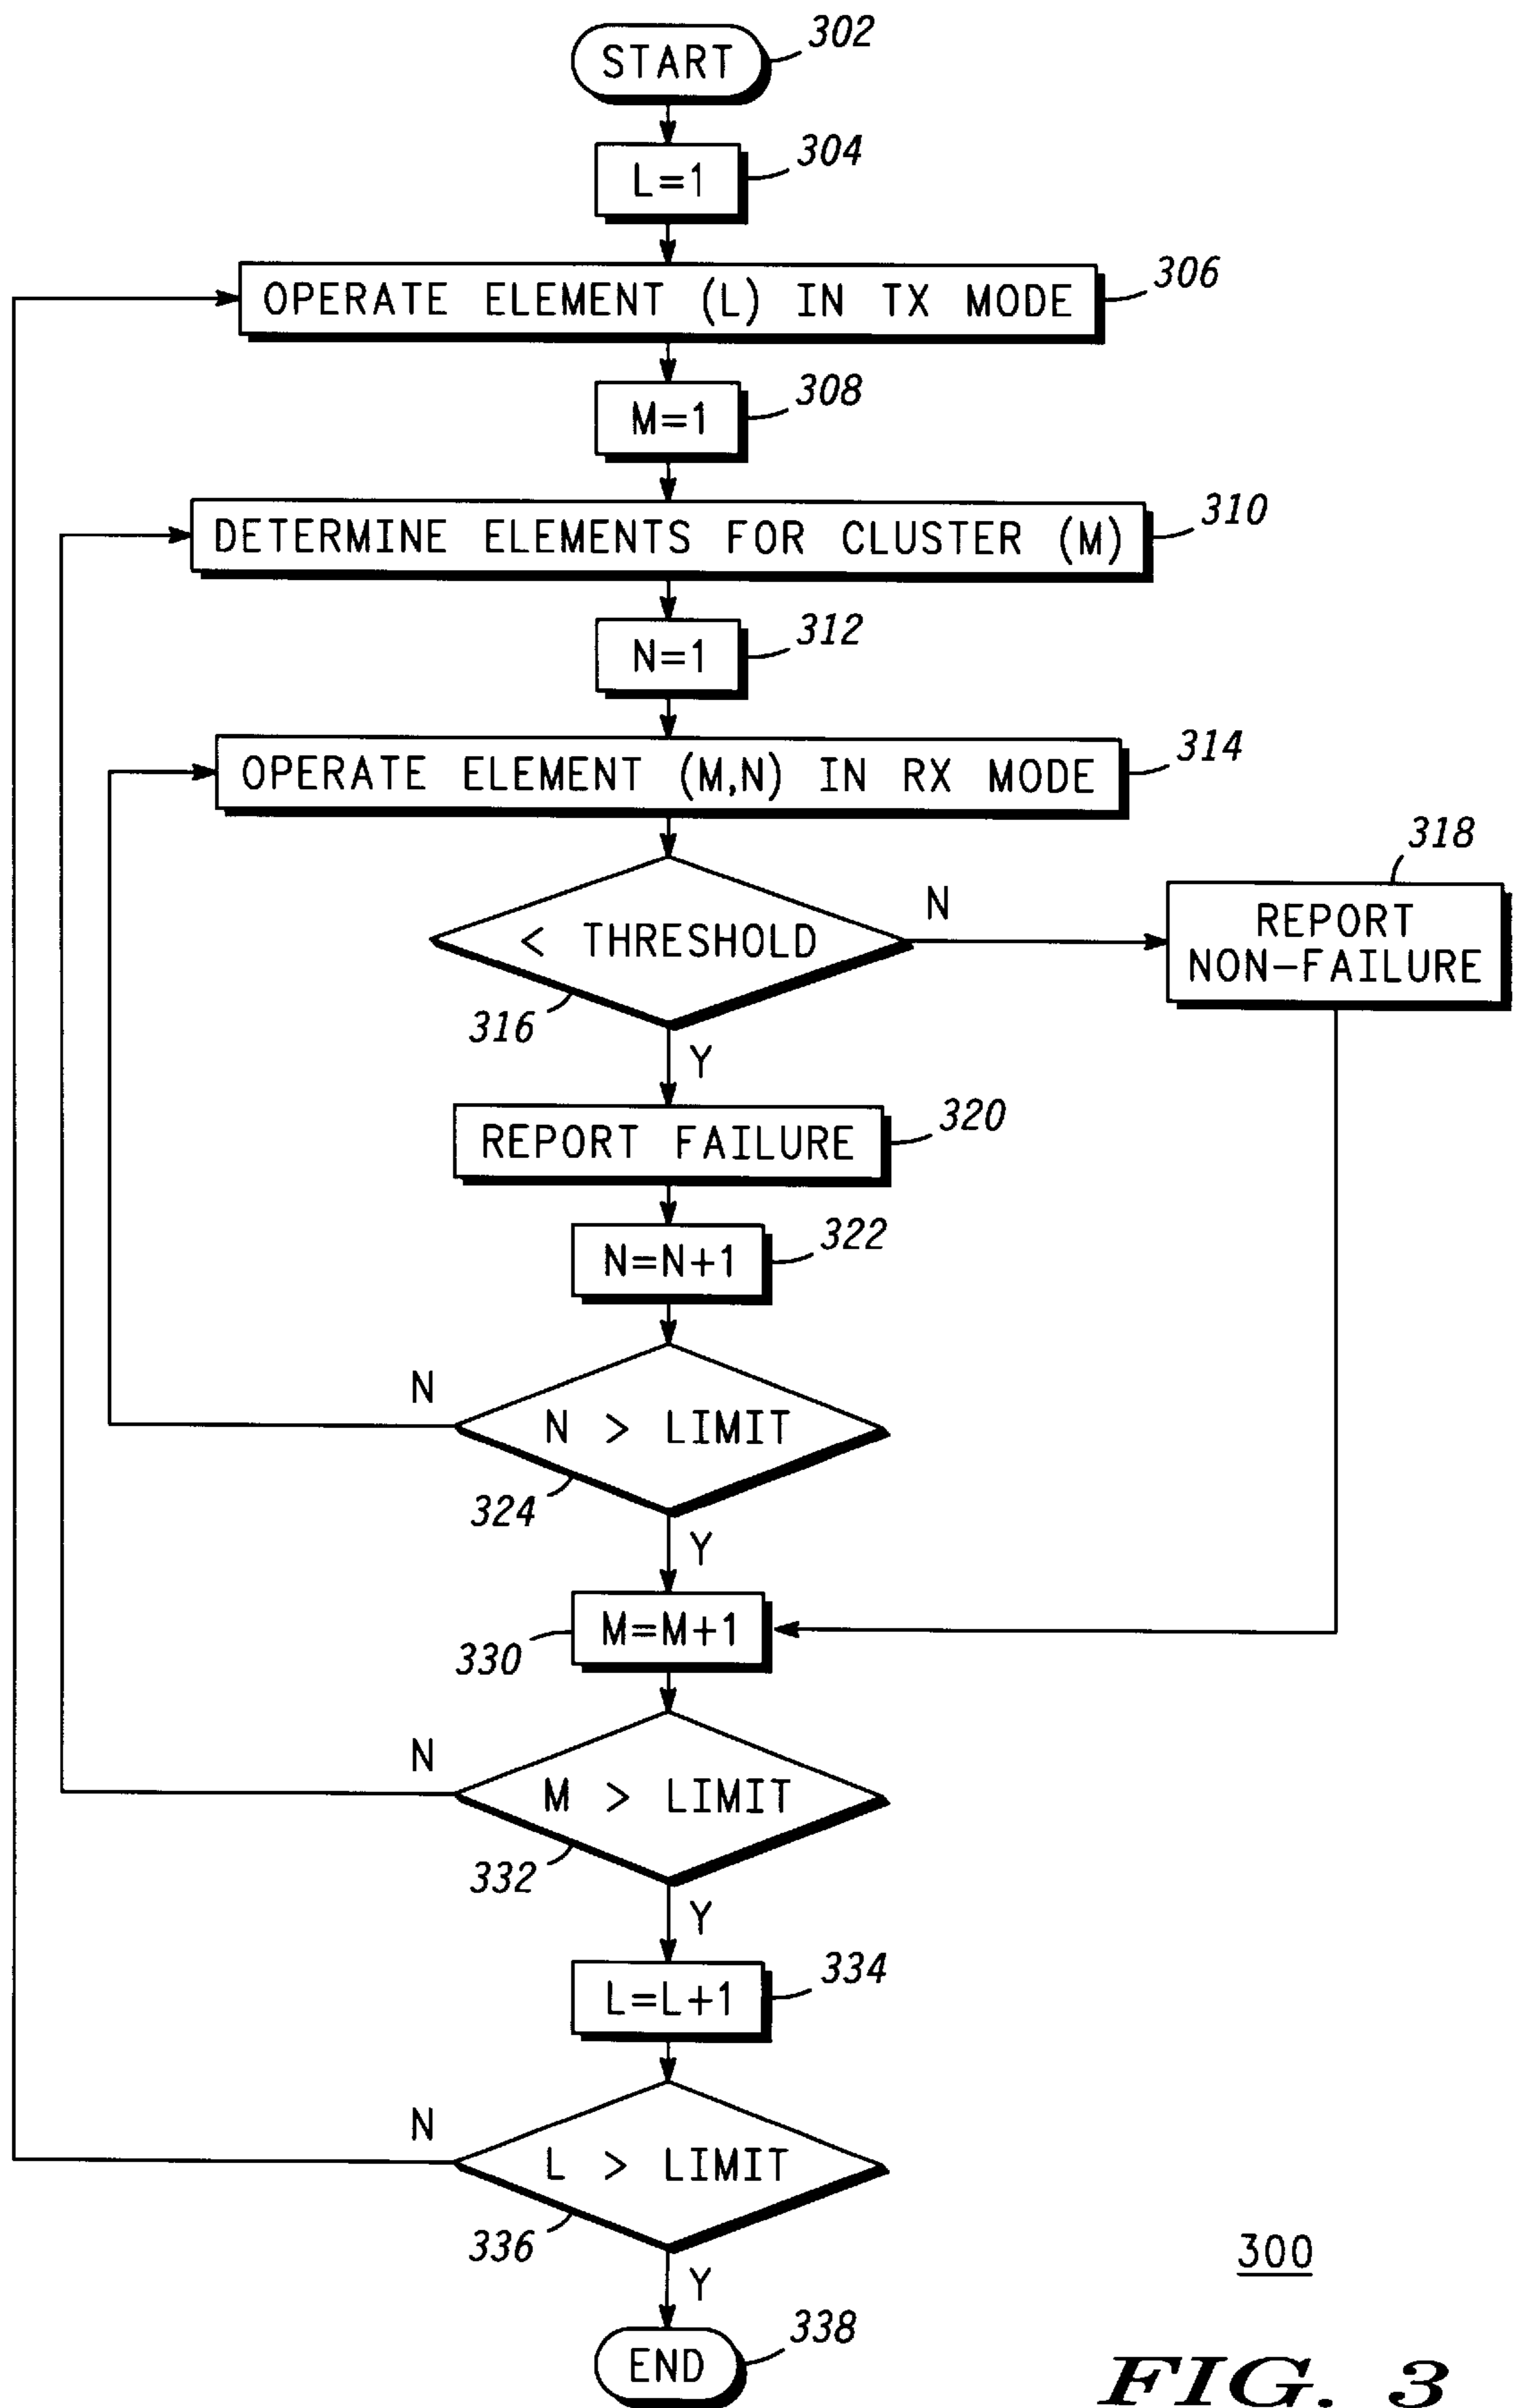 START
302
L=1
304
OPERATE ELEMENT (L) IN TX MODE
306
M=1
308
DETERMINE ELEMENTS FOR CLUSTER (M)
310
N=1
312
OPERATE ELEMENT (M,N) IN RX MODE
314
< THRESHOLD
316
N
REPORT
NON-FAILURE
318
Y
REPORT FAILURE
320
N=N+1
322
N > LIMIT
324
N
Y
M=M+1
330
M > LIMIT
332
N
Y
L=L+1
334
L > LIMIT
336
N
Y
END
338
300
FIG. 3